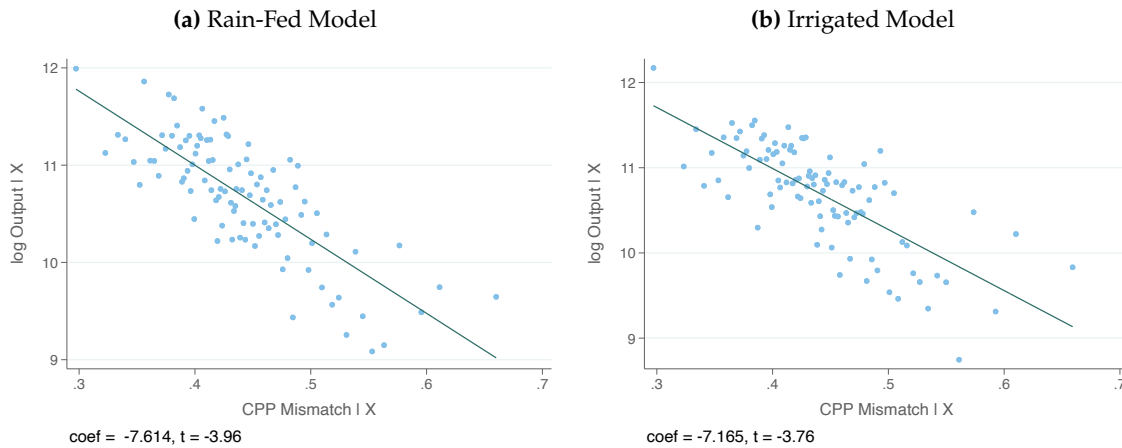 (a) Rain-Fed Model
12
11
10
9
log Output | X
.3 .4 .5 .6 .7
CPP Mismatch | X
coef = -7.614, t = -3.96
(b) Irrigated Model
12
11
10
9
log Output | X
.3 .4 .5 .6 .7
CPP Mismatch | X
coef = -7.165, t = -3.76